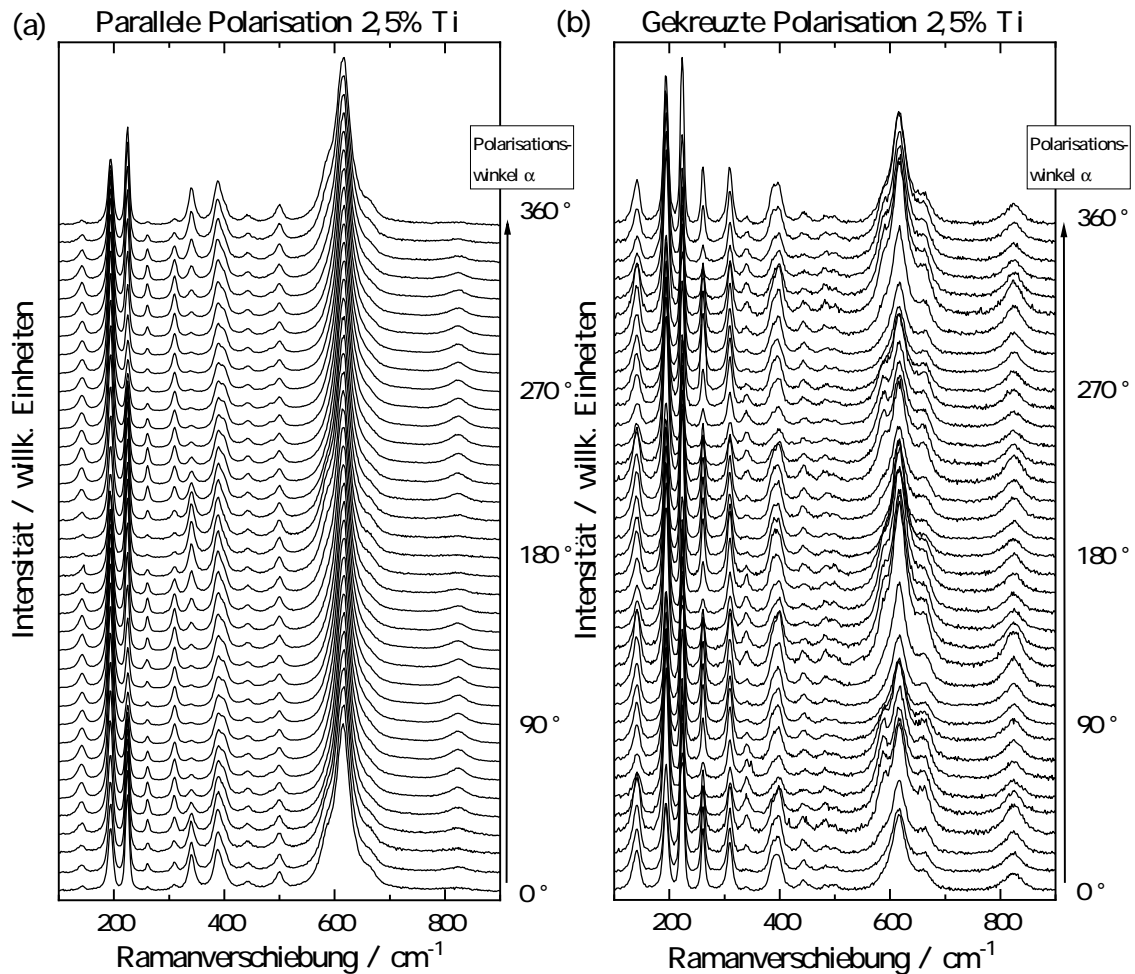 (a) Parallele Polarisation 2,5% Ti
Polarisations-
winkel α
360°
270°
180°
90°
0°
Intensität / willk. Einheiten
200 400 600 800
Ramanverschiebung / cm⁻¹
(b) Gekreuzte Polarisation 2,5% Ti
Polarisations-
winkel α
360°
270°
180°
90°
0°
Intensität / willk. Einheiten
200 400 600 800
Ramanverschiebung / cm⁻¹